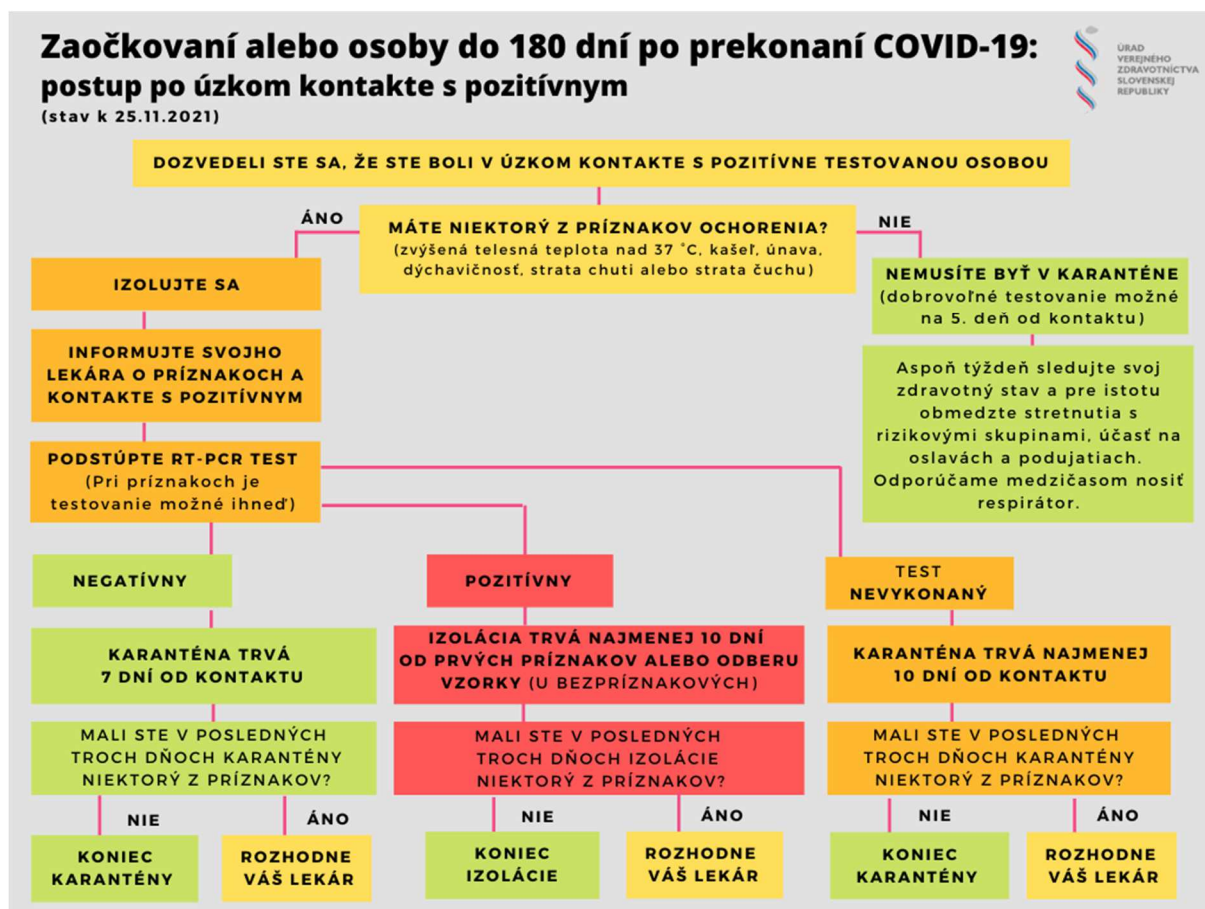 Zaočkovaní alebo osoby do 180 dní po prekonaní COVID-19:
postup po úzkom kontakte s pozitívnym
(stav k 25.11.2021)
ÚRAD
VEREJNÉHO
ZDRAVOTNÍCTVA
SLOVENSKEJ
REPUBLIKY
DOZVEDELI STE SA, ŽE STE BOLI V ÚZKOM KONTAKTE S POZITÍVNE TESTOVANOU OSOBOU
ÁNO
MÁTE NIEKTORÝ Z PRÍZNAKOV OCHORENIA?
(zvýšená telesná teplota nad 37 °C, kašeľ, únava,
dýchavičnosť, strata chuti alebo strata čuchu)
NIE
IZOLUJTE SA
INFORMUJTE SVOJHO
LEKÁRA O PRÍZNAKOCH A
KONTAKTE S POZITÍVNYM
PODSTÚPTE RT-PCR TEST
(Pri príznakoch je
testovanie možné ihneď)
NEMUSÍTE BYŤ V KARANTÉNE
(dobrovoľné testovanie možné
na 5. deň od kontaktu)
Aspoň týždeň sledujte svoj
zdravotný stav a pre istotu
obmedzte stretnutia s
rizikovými skupinami, účasť na
oslavách a podujatiach.
Odporúčame medzičasom nosiť
respirátor.
NEGATÍVNY
KARANTÉNA TRVÁ
7 DNÍ OD KONTAKTU
MALI STE V POSLEDNÝCH
TROCH DŇOCH KARANTÉNY
NIEKTORÝ Z PRÍZNAKOV?
NIE
ÁNO
KONIEC
KARANTÉNY
ROZHODNE
VÁŠ LEKÁR
POZITÍVNY
IZOLÁCIA TRVÁ NAJMENEJ 10 DNÍ
OD PRVÝCH PRÍZNAKOV ALEBO ODBERU
VZORKY (U BEZPRÍZNAKOVÝCH)
MALI STE V POSLEDNÝCH
TROCH DŇOCH IZOLÁCIE
NIEKTORÝ Z PRÍZNAKOV?
NIE
ÁNO
KONIEC
IZOLÁCIE
ROZHODNE
VÁŠ LEKÁR
TEST
NEVYKONANÝ
KARANTÉNA TRVÁ NAJMENEJ
10 DNÍ OD KONTAKTU
MALI STE V POSLEDNÝCH
TROCH DŇOCH KARANTÉNY
NIEKTORÝ Z PRÍZNAKOV?
NIE
ÁNO
KONIEC
KARANTÉNY
ROZHODNE
VÁŠ LEKÁR